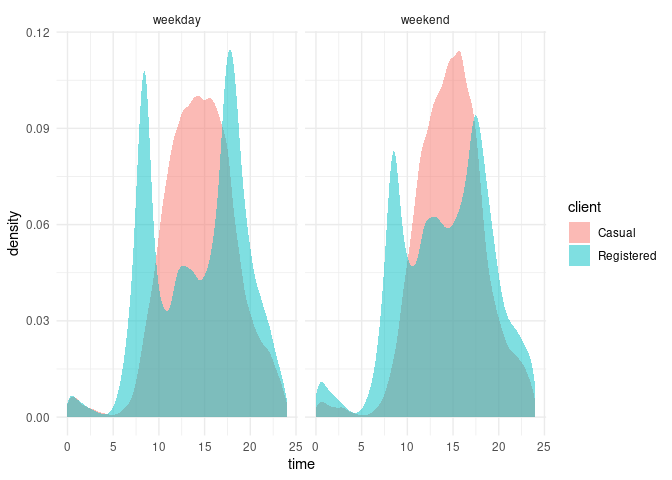 weekday weekend
0.12
0.09
0.06
0.03
0.00
density
0 5 10 15 20 25 0 5 10 15 20 25
time
client
Casual
Registered